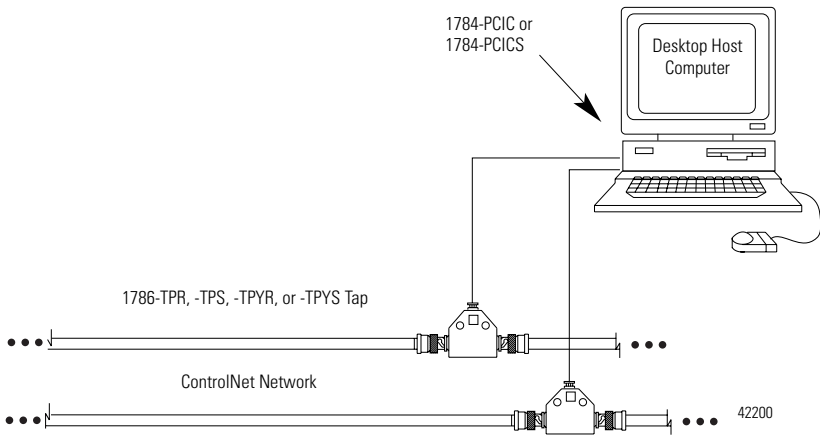 1784-PCIC or
1784-PCICS
Desktop Host
Computer
1786-TPR, -TPS, -TPYR, or -TPYS Tap
ControlNet Network
42200